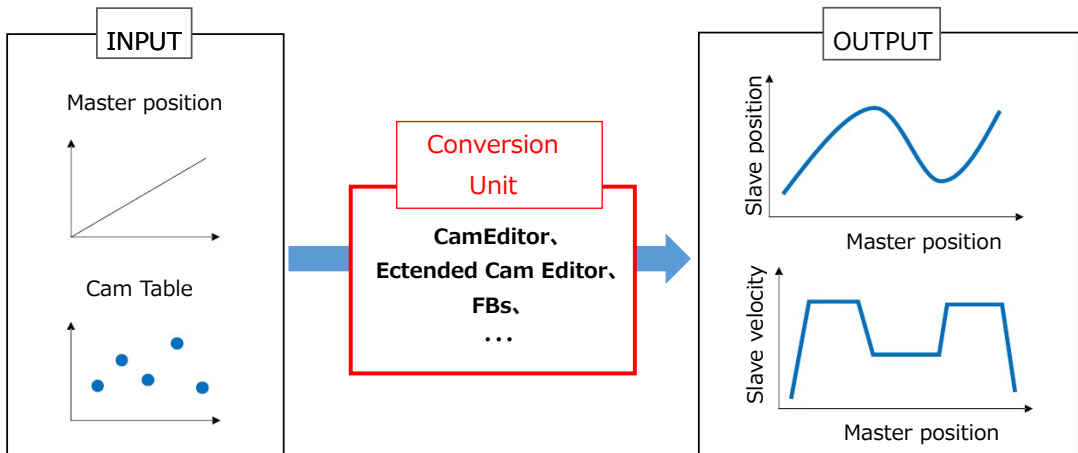 INPUT
Master position
Cam Table
Conversion
Unit
CamEditor、
Ectended Cam Editor、
FBs、
...
OUTPUT
Slave position
Master position
Slave velocity
Master position